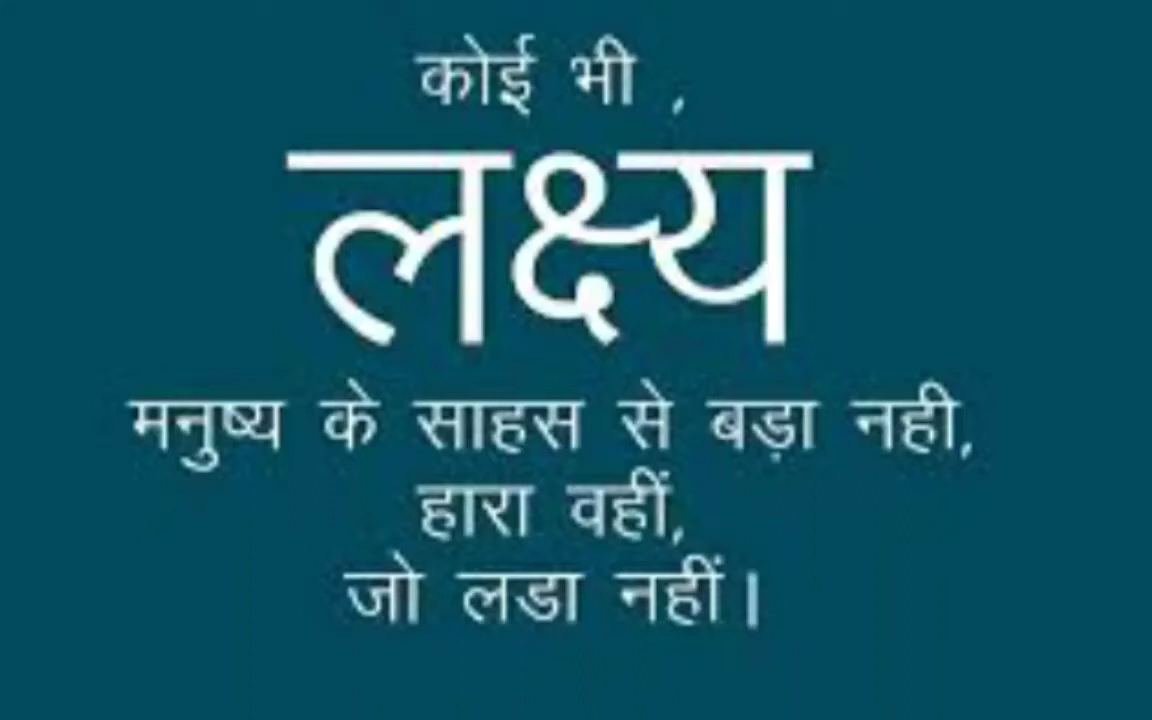 कोई भी ,
लक्ष्य
मनुष्य के साहस से बड़ा नही,
हारा वहीं,
जो लडा नहीं।